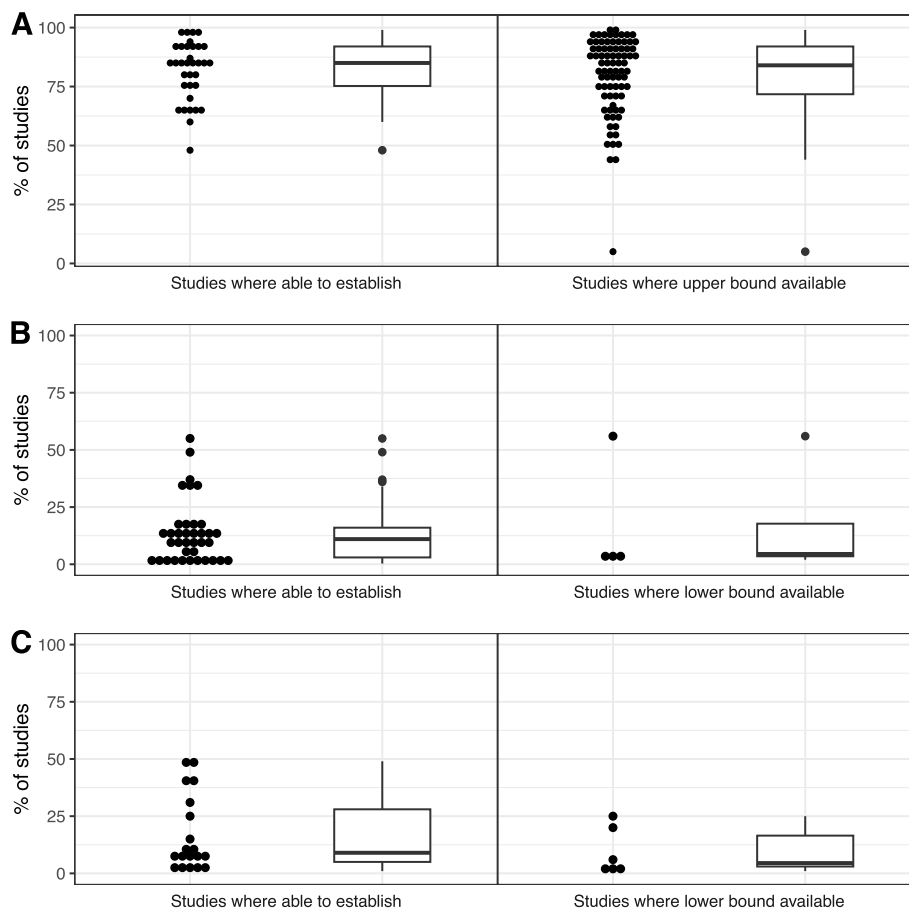 A
% of studies
100
75
50
25
0
Studies where able to establish
Studies where upper bound available
B
% of studies
100
75
50
25
0
Studies where able to establish
Studies where lower bound available
C
% of studies
100
75
50
25
0
Studies where able to establish
Studies where lower bound available